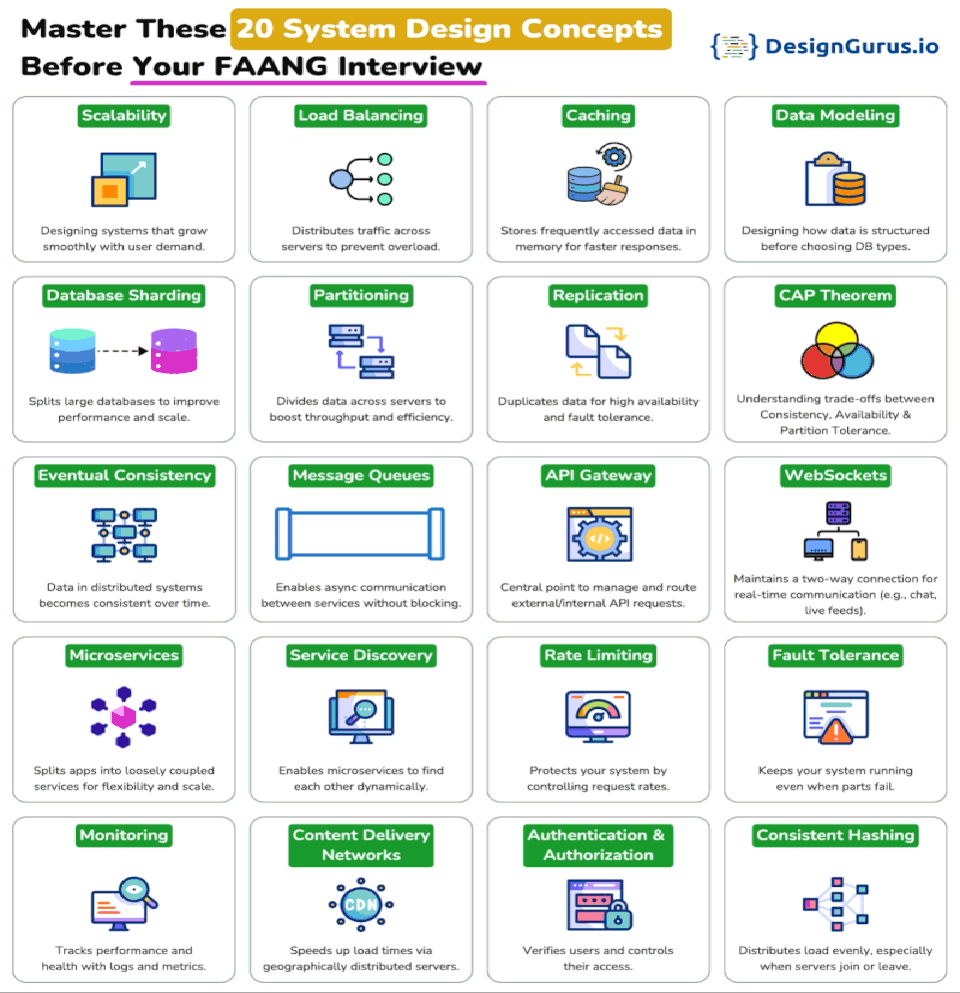 Master These 20 System Design Concepts
Before Your FAANG Interview
{} DesignGurus.io
Scalability
Designing systems that grow
smoothly with user demand.
Load Balancing
Distributes traffic across
servers to prevent overload.
Caching
Stores frequently accessed data in
memory for faster responses.
Data Modeling
Designing how data is structured
before choosing DB types.
Database Sharding
Splits large databases to improve
performance and scale.
Partitioning
Divides data across servers to
boost throughput and efficiency.
Replication
Duplicates data for high availability
and fault tolerance.
CAP Theorem
Understanding trade-offs between
Consistency, Availability &
Partition Tolerance.
Eventual Consistency
Data in distributed systems
becomes consistent over time.
Message Queues
Enables async communication
between services without blocking.
API Gateway
</>
Central point to manage and route
external/internal API requests.
WebSockets
Maintains a two-way connection for
real-time communication (e.g., chat,
live feeds).
Microservices
Splits apps into loosely coupled
services for flexibility and scale.
Service Discovery
Enables microservices to find
each other dynamically.
Rate Limiting
Protects your system by
controlling request rates.
Fault Tolerance
Keeps your system running
even when parts fail.
Monitoring
Tracks performance and
health with logs and metrics.
Content Delivery
Networks
CDN
Speeds up load times via
geographically distributed servers.
Authentication &
Authorization
Verifies users and controls
their access.
Consistent Hashing
Distributes load evenly, especially
when servers join or leave.